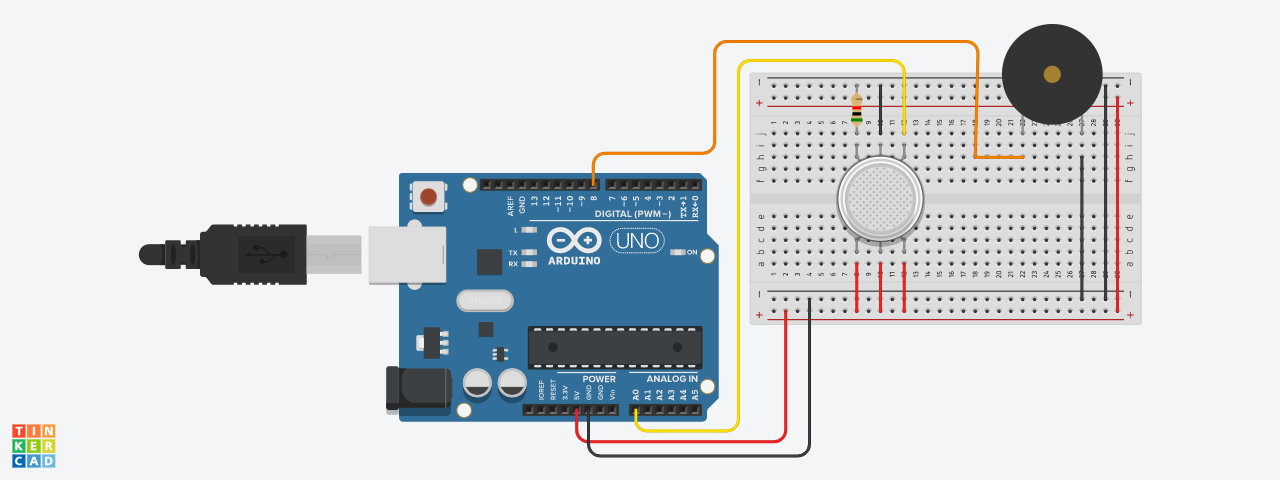 AREF
GND
13
12
~11
~10
~9
8
7
~6
~5
4
~3
2
TX→1
RX←0
DIGITAL (PWM~)
L
TX
RX
UNO
ARDUINO
ON
POWER
ANALOG IN
IOREF
RESET
3.3V
5V
GND
GND
Vin
A0
A1
A2
A3
A4
A5
TIN
KER
CAD